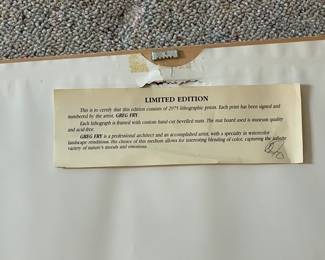 LIMITED EDITION
This is to certify that this edition consists of 2975 lithographic prints. Each print has been signed and
numbered by the artist, GREG FRY.
Each lithograph is framed with custom hand-cut bevelled mats. The mat board used is museum quality
and acid-free.
GREG FRY is a professional architect and an accomplished artist, with a specialty in watercolor
landscape renditions. His choice of this medium allows for interesting blending of color, capturing the infinite
variety of nature's moods and emotions.